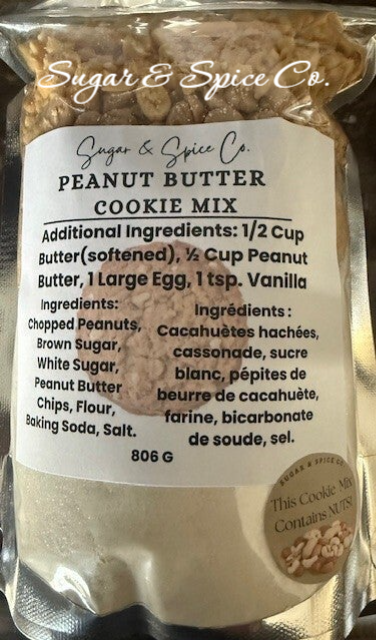 Sugar & Spice Co.
Sugar & Spice Co.
PEANUT BUTTER
COOKIE MIX
Additional Ingredients: 1/2 Cup
Butter(softened), ½ Cup Peanut
Butter, 1 Large Egg, 1 tsp. Vanilla
Ingredients:
Chopped Peanuts,
Brown Sugar,
White Sugar,
Peanut Butter
Chips, Flour,
Baking Soda, Salt.
Ingrédients :
Cacahuètes hachées,
cassonade, sucre
blanc, pépites de
beurre de cacahuète,
farine, bicarbonate
de soude, sel.
806 G
SUGAR & SPICE CO.
This Cookie Mix
Contains NUTS!